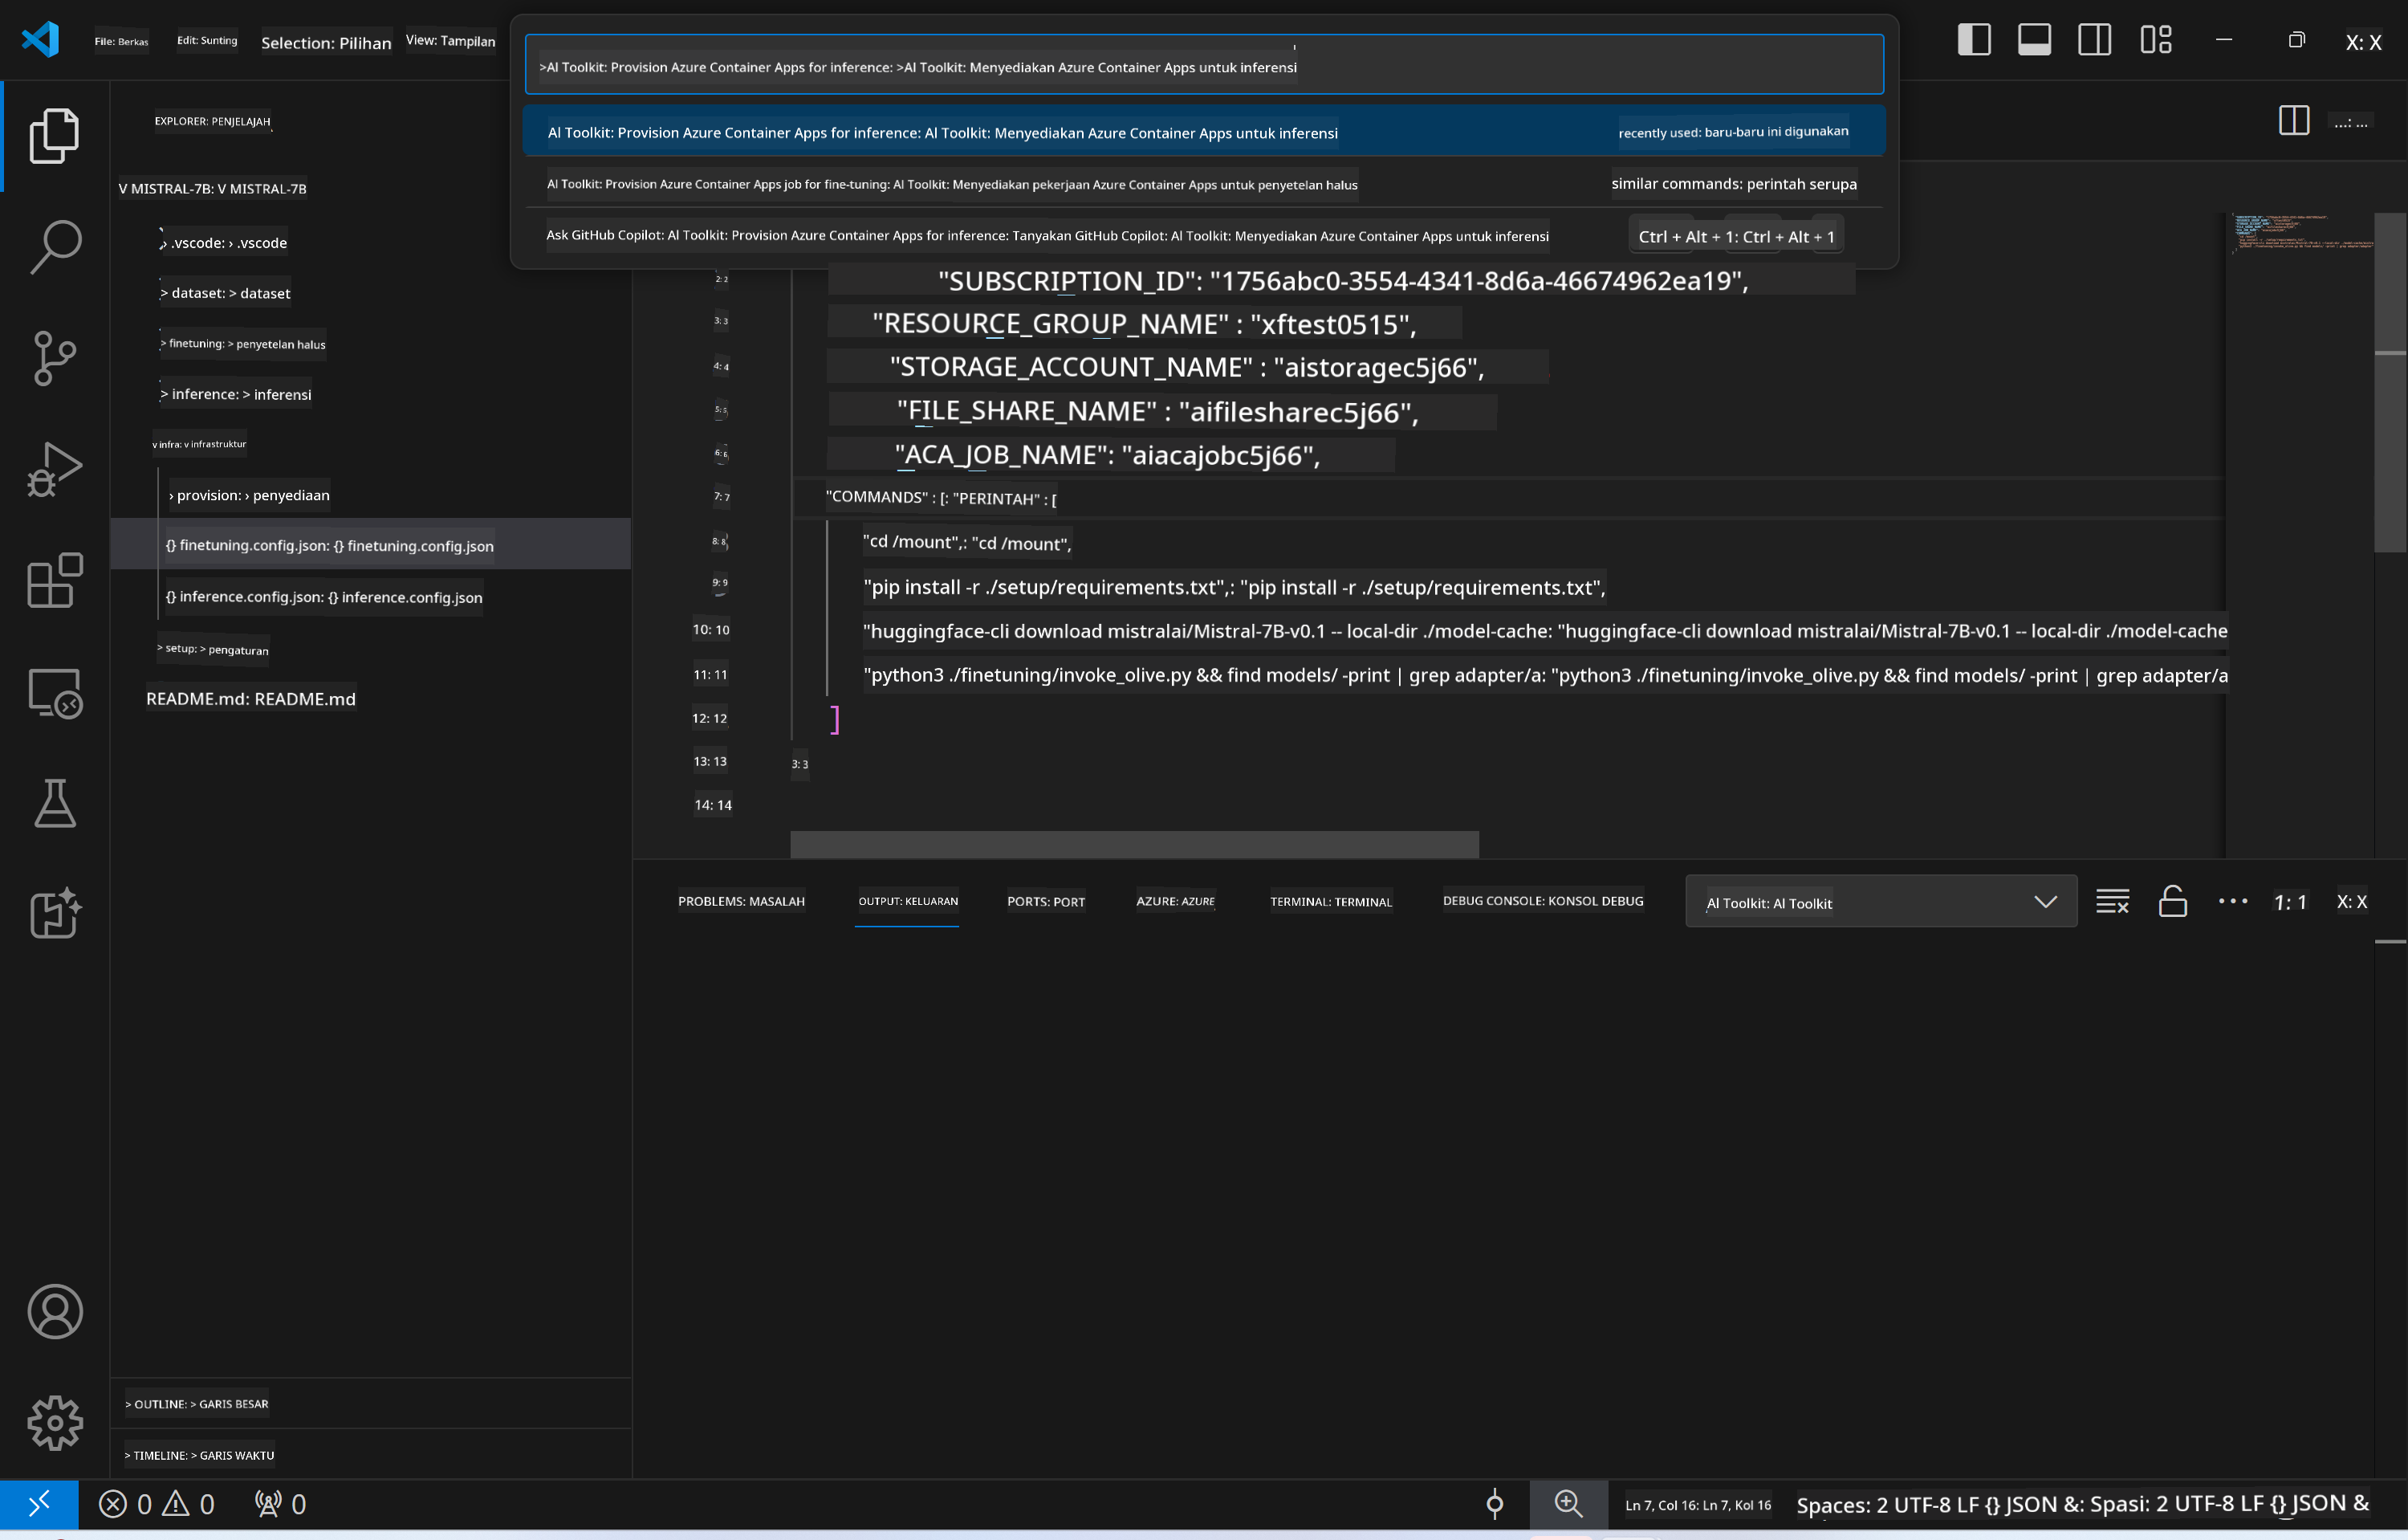 File: Berkas
Edit: Sunting
Selection: Pilihan
View: Tampilan
>AI Toolkit: Provision Azure Container Apps for inference: >AI Toolkit: Menyediakan Azure Container Apps untuk inferensi
X: X
AI Toolkit: Provision Azure Container Apps for inference: AI Toolkit: Menyediakan Azure Container Apps untuk inferensi
recently used: baru-baru ini digunakan
AI Toolkit: Provision Azure Container Apps job for fine-tuning: AI Toolkit: Menyediakan pekerjaan Azure Container Apps untuk penyetelan halus
similar commands: perintah serupa
Ask GitHub Copilot: AI Toolkit: Provision Azure Container Apps for inference: Tanyakan GitHub Copilot: AI Toolkit: Menyediakan Azure Container Apps untuk inferensi
Ctrl + Alt + 1: Ctrl + Alt + 1
...: ...
EXPLORER: PENJELAJAH
V MISTRAL-7B: V MISTRAL-7B
> .vscode: › .vscode
> dataset: > dataset
> finetuning: > penyetelan halus
> inference: > inferensi
v infra: v infrastruktur
› provision: › penyediaan
{} finetuning.config.json: {} finetuning.config.json
{} inference.config.json: {} inference.config.json
> setup: > pengaturan
README.md: README.md
> OUTLINE: > GARIS BESAR
> TIMELINE: > GARIS WAKTU
2: 2
"SUBSCRIPTION_ID": "1756abc0-3554-4341-8d6a-46674962ea19",
3: 3
"RESOURCE_GROUP_NAME" : "xftest0515",
4: 4
"STORAGE_ACCOUNT_NAME" : "aistoragec5j66",
5: 5
"FILE_SHARE_NAME" : "aifilesharec5j66",
6: 6
"ACA_JOB_NAME": "aiacajobc5j66",
7: 7
"COMMANDS" : [: "PERINTAH" : [
8: 8
"cd /mount",: "cd /mount",
9: 9
"pip install -r ./setup/requirements.txt",: "pip install -r ./setup/requirements.txt",
10: 10
"huggingface-cli download mistralai/Mistral-7B-v0.1 -- local-dir ./model-cache: "huggingface-cli download mistralai/Mistral-7B-v0.1 -- local-dir ./model-cache
11: 11
"python3 ./finetuning/invoke_olive.py && find models/ -print | grep adapter/a: "python3 ./finetuning/invoke_olive.py && find models/ -print | grep adapter/a
12: 12
]
13: 13
3: 3
14: 14
PROBLEMS: MASALAH
OUTPUT: KELUARAN
PORTS: PORT
AZURE: AZURE
TERMINAL: TERMINAL
DEBUG CONSOLE: KONSOL DEBUG
AI Toolkit: AI Toolkit
1: 1
X: X
0
0
0
Ln 7, Col 16: Ln 7, Kol 16
Spaces: 2 UTF-8 LF {} JSON &: Spasi: 2 UTF-8 LF {} JSON &